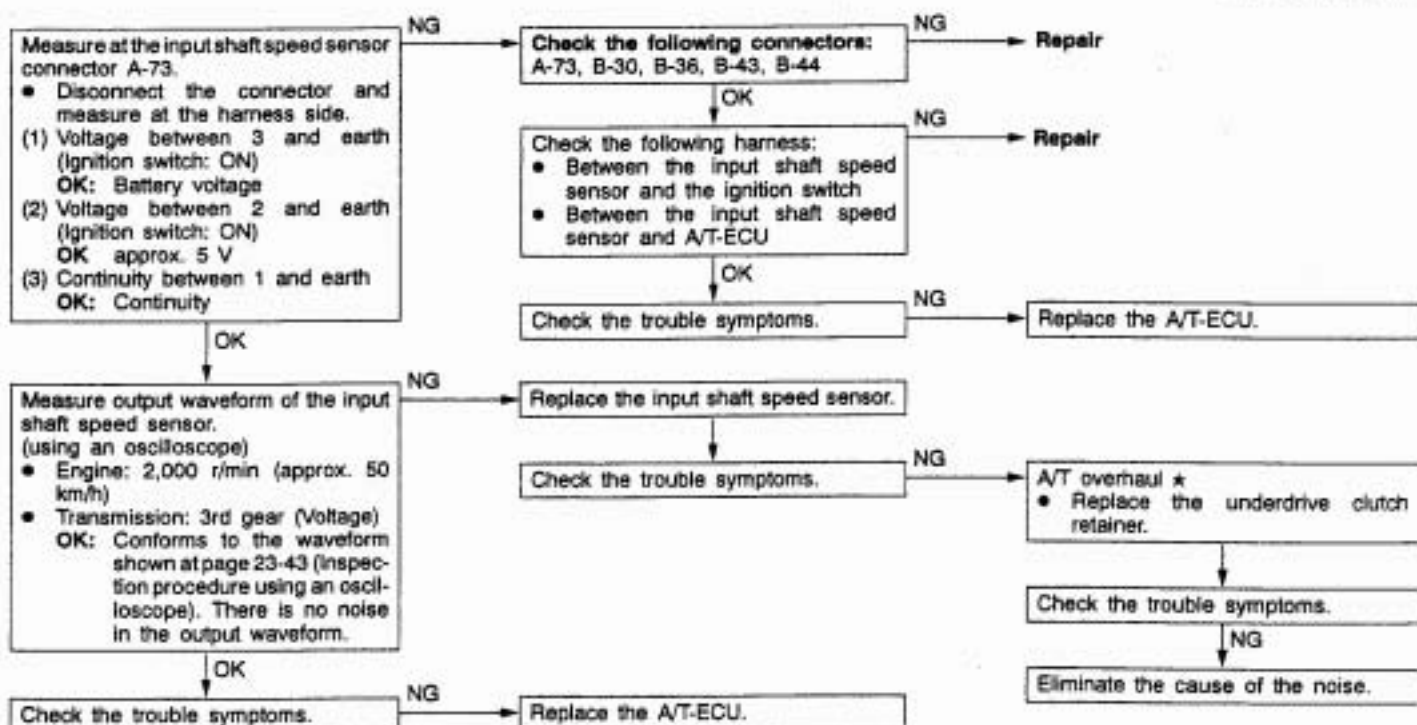 Measure at the input shaft speed sensor
connector A-73.
● Disconnect the connector and
measure at the harness side.
(1) Voltage between 3 and earth
(Ignition switch: ON)
OK: Battery voltage
(2) Voltage between 2 and earth
(Ignition switch: ON)
OK approx. 5 V
(3) Continuity between 1 and earth
OK: Continuity
NG
Check the following connectors:
A-73, B-30, B-36, B-43, B-44
NG
Repair
OK
Check the following harness:
● Between the input shaft speed
sensor and the ignition switch
● Between the input shaft speed
sensor and A/T-ECU
NG
Repair
OK
Check the trouble symptoms.
NG
Replace the A/T-ECU.
OK
Measure output waveform of the input
shaft speed sensor.
(using an oscilloscope)
● Engine: 2,000 r/min (approx. 50
km/h)
● Transmission: 3rd gear (Voltage)
OK: Conforms to the waveform
shown at page 23-43 (Inspec-
tion procedure using an oscil-
loscope). There is no noise
in the output waveform.
NG
Replace the input shaft speed sensor.
Check the trouble symptoms.
NG
A/T overhaul ★
● Replace the underdrive clutch
retainer.
Check the trouble symptoms.
NG
Eliminate the cause of the noise.
OK
Check the trouble symptoms.
NG
Replace the A/T-ECU.